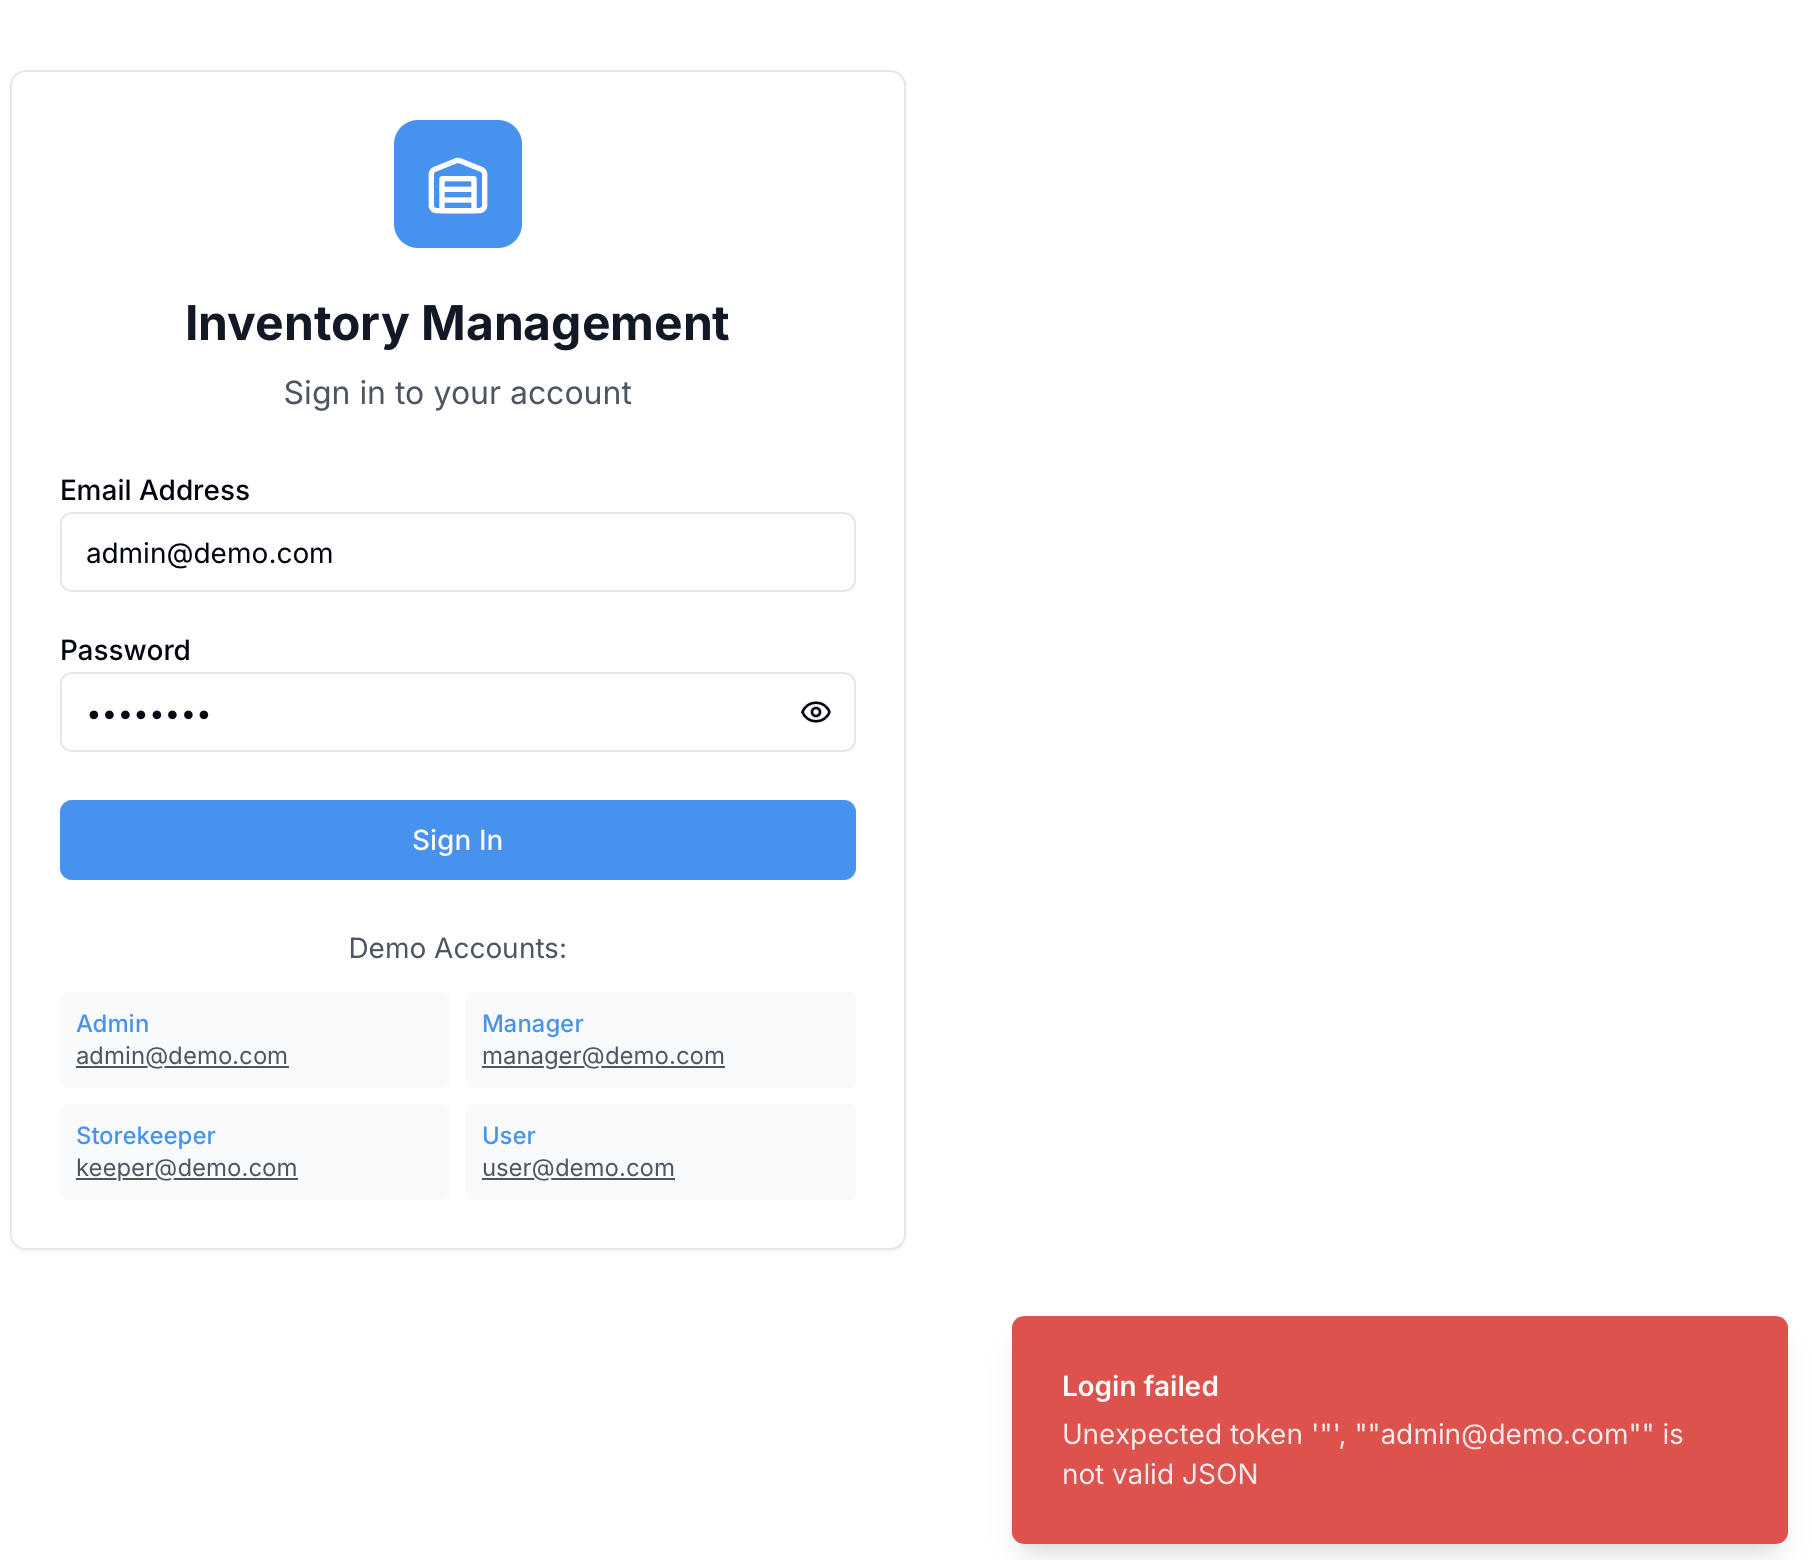 Inventory Management
Sign in to your account
Email Address
admin@demo.com
Password
••••••••
Sign In
Demo Accounts:
Admin
admin@demo.com
Manager
manager@demo.com
Storekeeper
keeper@demo.com
User
user@demo.com
Login failed
Unexpected token '"', ""admin@demo.com"" is
not valid JSON